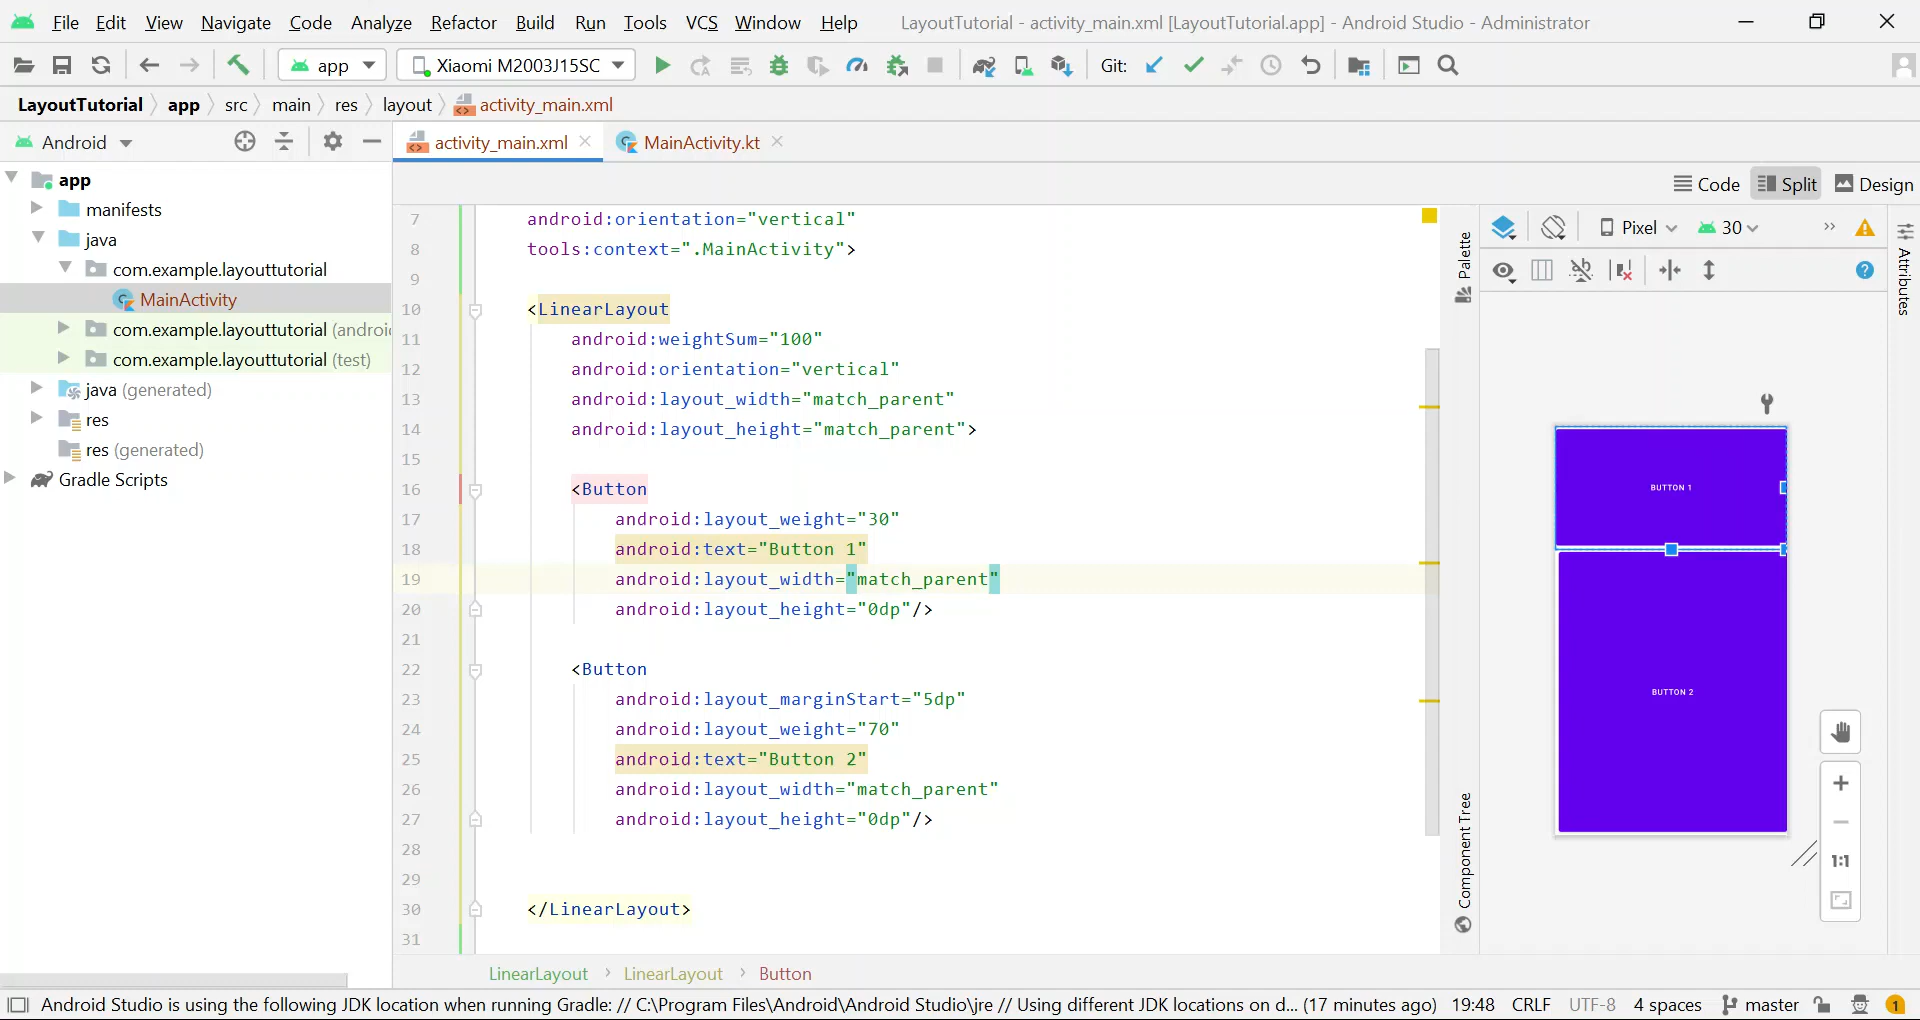 File Edit View Navigate Code Analyze Refactor Build Run Tools VCS Window Help LayoutTutorial - activity_main.xml [LayoutTutorial.app] - Android Studio - Administrator
app Xiaomi M2003J15SC Git:
LayoutTutorial app src main res layout activity_main.xml
Android
activity_main.xml MainActivity.kt
Code Split Design
app
manifests
java
com.example.layouttutorial
MainActivity
com.example.layouttutorial (androi
com.example.layouttutorial (test)
java (generated)
res
res (generated)
Gradle Scripts
7 android:orientation="vertical"
8 tools:context=".MainActivity">
9
10 <LinearLayout
11 android:weightSum="100"
12 android:orientation="vertical"
13 android:layout_width="match_parent"
14 android:layout_height="match_parent">
15
16 <Button
17 android:layout_weight="30"
18 android:text="Button 1"
19 android:layout_width="match_parent"
20 android:layout_height="0dp"/>
21
22 <Button
23 android:layout_marginStart="5dp"
24 android:layout_weight="70"
25 android:text="Button 2"
26 android:layout_width="match_parent"
27 android:layout_height="0dp"/>
28
29
30 </LinearLayout>
31
LinearLayout › LinearLayout › Button
Palette
Component Tree
Pixel 30 »
Attributes
BUTTON 1
BUTTON 2
1:1
Android Studio is using the following JDK location when running Gradle: // C:\Program Files\Android\Android Studio\jre // Using different JDK locations on d... (17 minutes ago) 19:48 CRLF UTF-8 4 spaces master 1